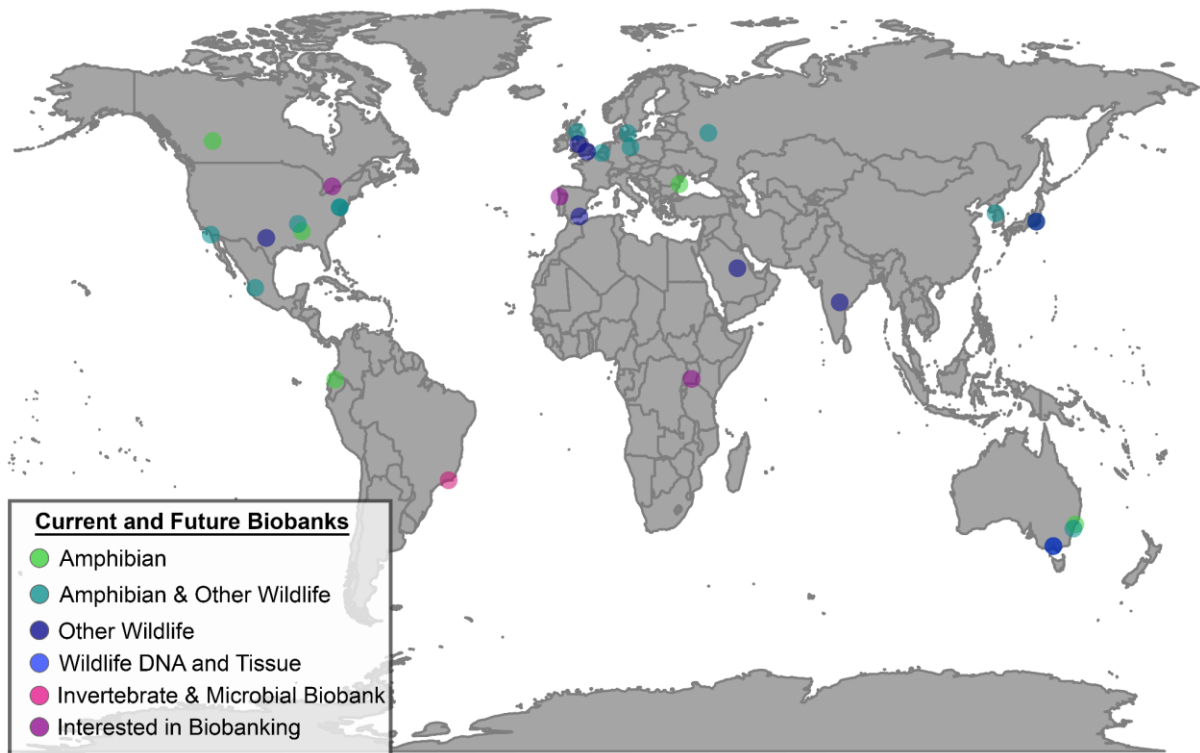 Current and Future Biobanks
Amphibian
Amphibian & Other Wildlife
Other Wildlife
Wildlife DNA and Tissue
Invertebrate & Microbial Biobank
Interested in Biobanking